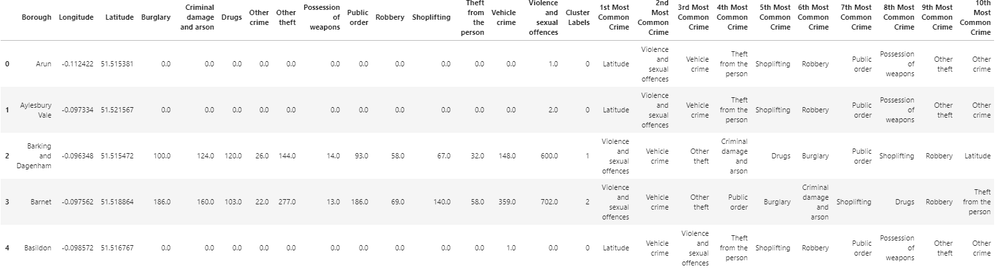 Borough Longitude Latitude Burglary Criminal damage and arson Drugs Other crime Other theft Possession of weapons Public order Robbery Shoplifting Theft from the person Vehicle crime Violence and sexual offences Cluster Labels 1st Most Common Crime 2nd Most Common Crime 3rd Most Common Crime 4th Most Common Crime 5th Most Common Crime 6th Most Common Crime 7th Most Common Crime 8th Most Common Crime 9th Most Common Crime 10th Most Common Crime
0 Arun -0.112422 51.515381 0.0 0.0 0.0 0.0 0.0 0.0 0.0 0.0 0.0 0.0 0.0 1.0 0 Latitude Violence and sexual offences Vehicle crime Theft from the person Shoplifting Robbery Public order Possession of weapons Other theft Other crime
1 Aylesbury Vale -0.097334 51.521567 0.0 0.0 0.0 0.0 0.0 0.0 0.0 0.0 0.0 0.0 0.0 2.0 0 Latitude Violence and sexual offences Vehicle crime Theft from the person Shoplifting Robbery Public order Possession of weapons Other theft Other crime
2 Barking and Dagenham -0.096348 51.515472 100.0 124.0 120.0 26.0 144.0 14.0 93.0 58.0 67.0 32.0 148.0 600.0 1 Violence and sexual offences Vehicle crime Other theft Criminal damage and arson Drugs Burglary Public order Shoplifting Robbery Latitude
3 Barnet -0.097562 51.518864 186.0 160.0 103.0 22.0 277.0 13.0 186.0 69.0 140.0 58.0 359.0 702.0 2 Violence and sexual offences Vehicle crime Other theft Public order Burglary Criminal damage and arson Shoplifting Drugs Robbery Theft from the person
4 Basildon -0.098572 51.516767 0.0 0.0 0.0 0.0 0.0 0.0 0.0 0.0 0.0 0.0 1.0 0.0 0 Latitude Vehicle crime Violence and sexual offences Theft from the person Shoplifting Robbery Public order Possession of weapons Other theft Other crime